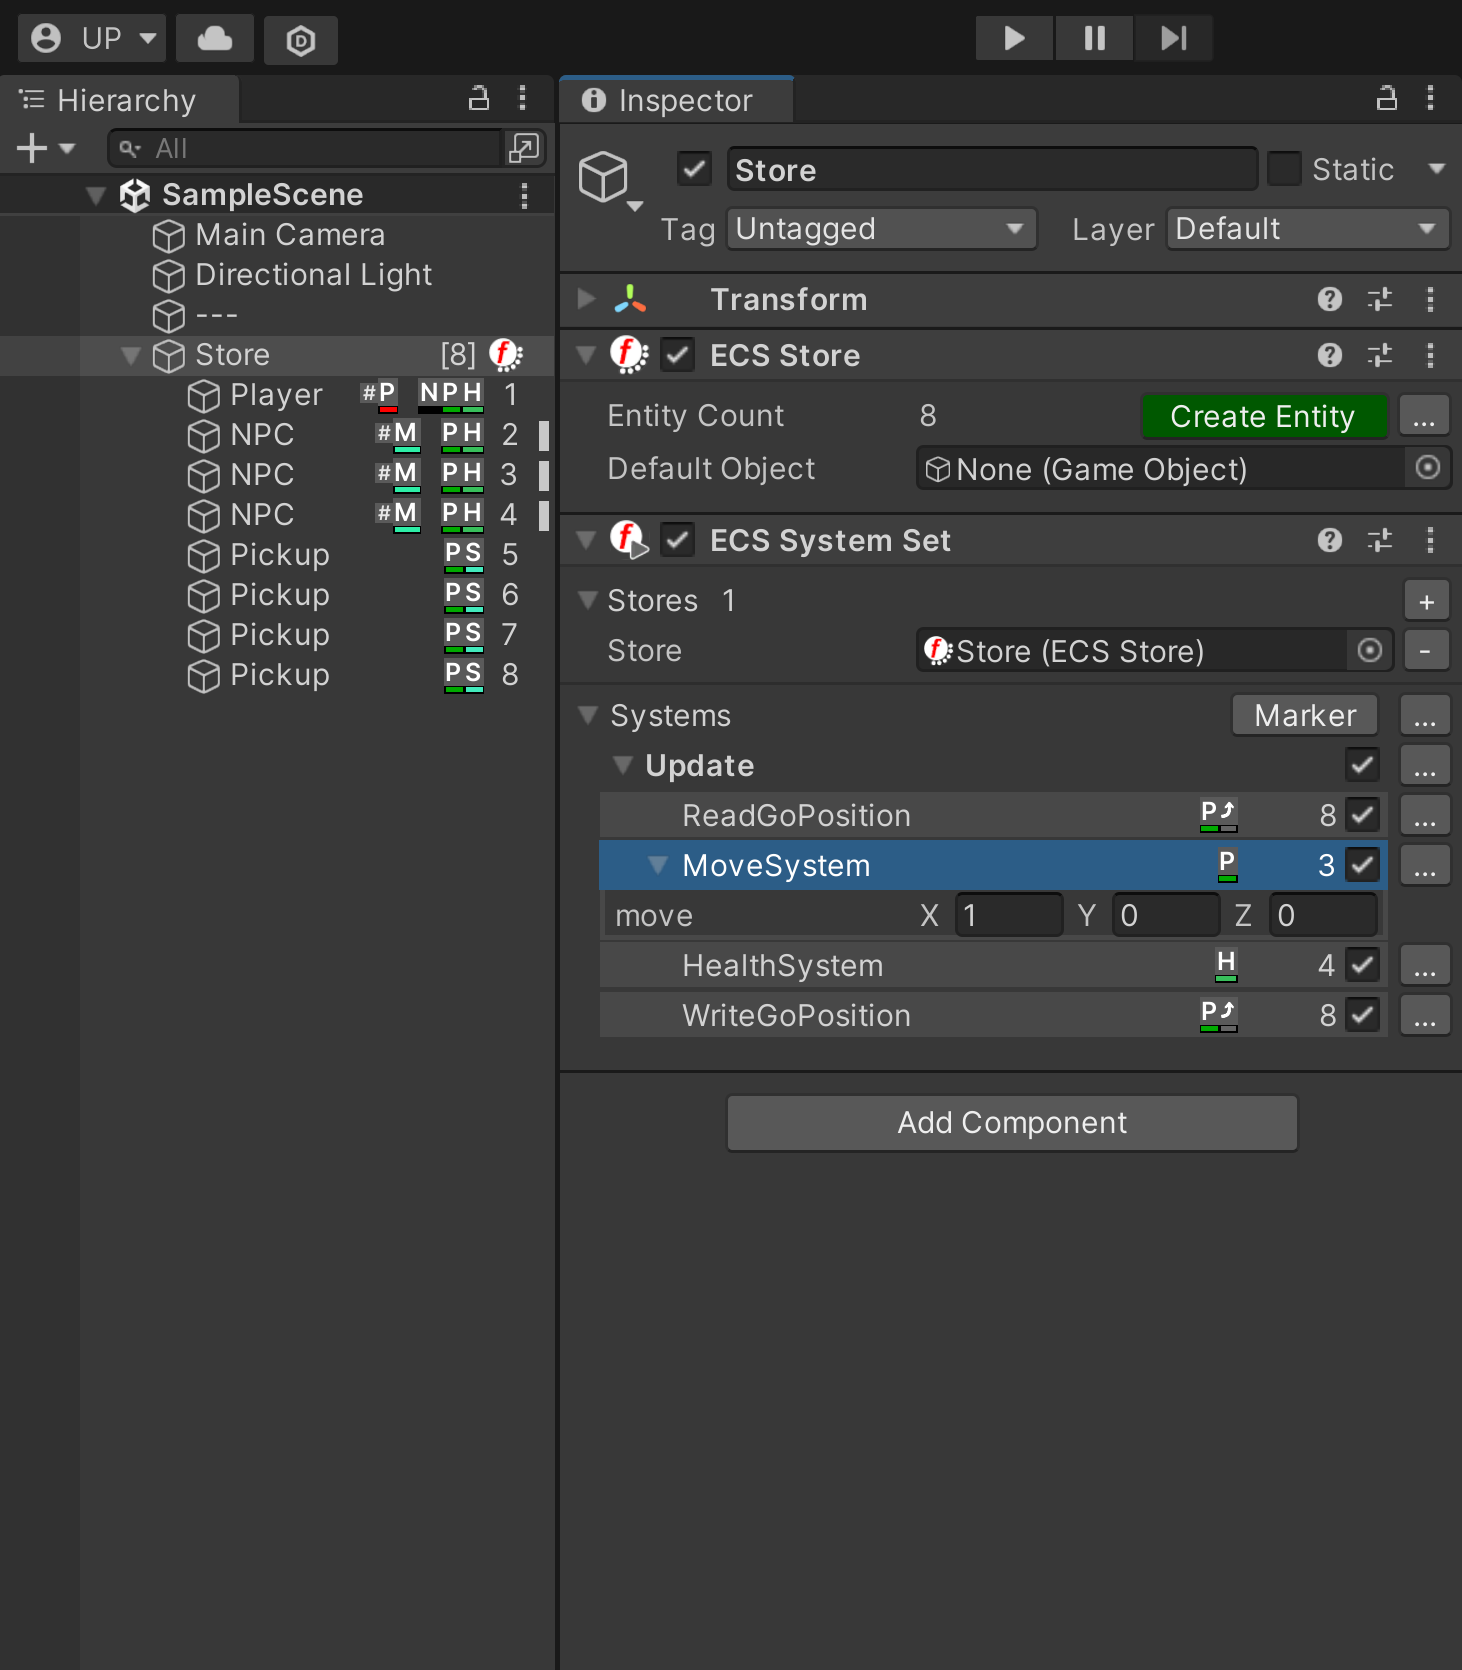 UP
Hierarchy
All
SampleScene
Main Camera
Directional Light
---
Store [8]
Player #P NPH 1
NPC #M PH 2
NPC #M PH 3
NPC #M PH 4
Pickup PS 5
Pickup PS 6
Pickup PS 7
Pickup PS 8
Inspector
Store Static
Tag Untagged Layer Default
Transform
ECS Store
Entity Count 8 Create Entity ...
Default Object None (Game Object)
ECS System Set
Stores 1 +
Store Store (ECS Store) -
Systems Marker ...
Update ...
ReadGoPosition P 8 ...
MoveSystem P 3 ...
move X 1 Y 0 Z 0
HealthSystem H 4 ...
WriteGoPosition P 8 ...
Add Component